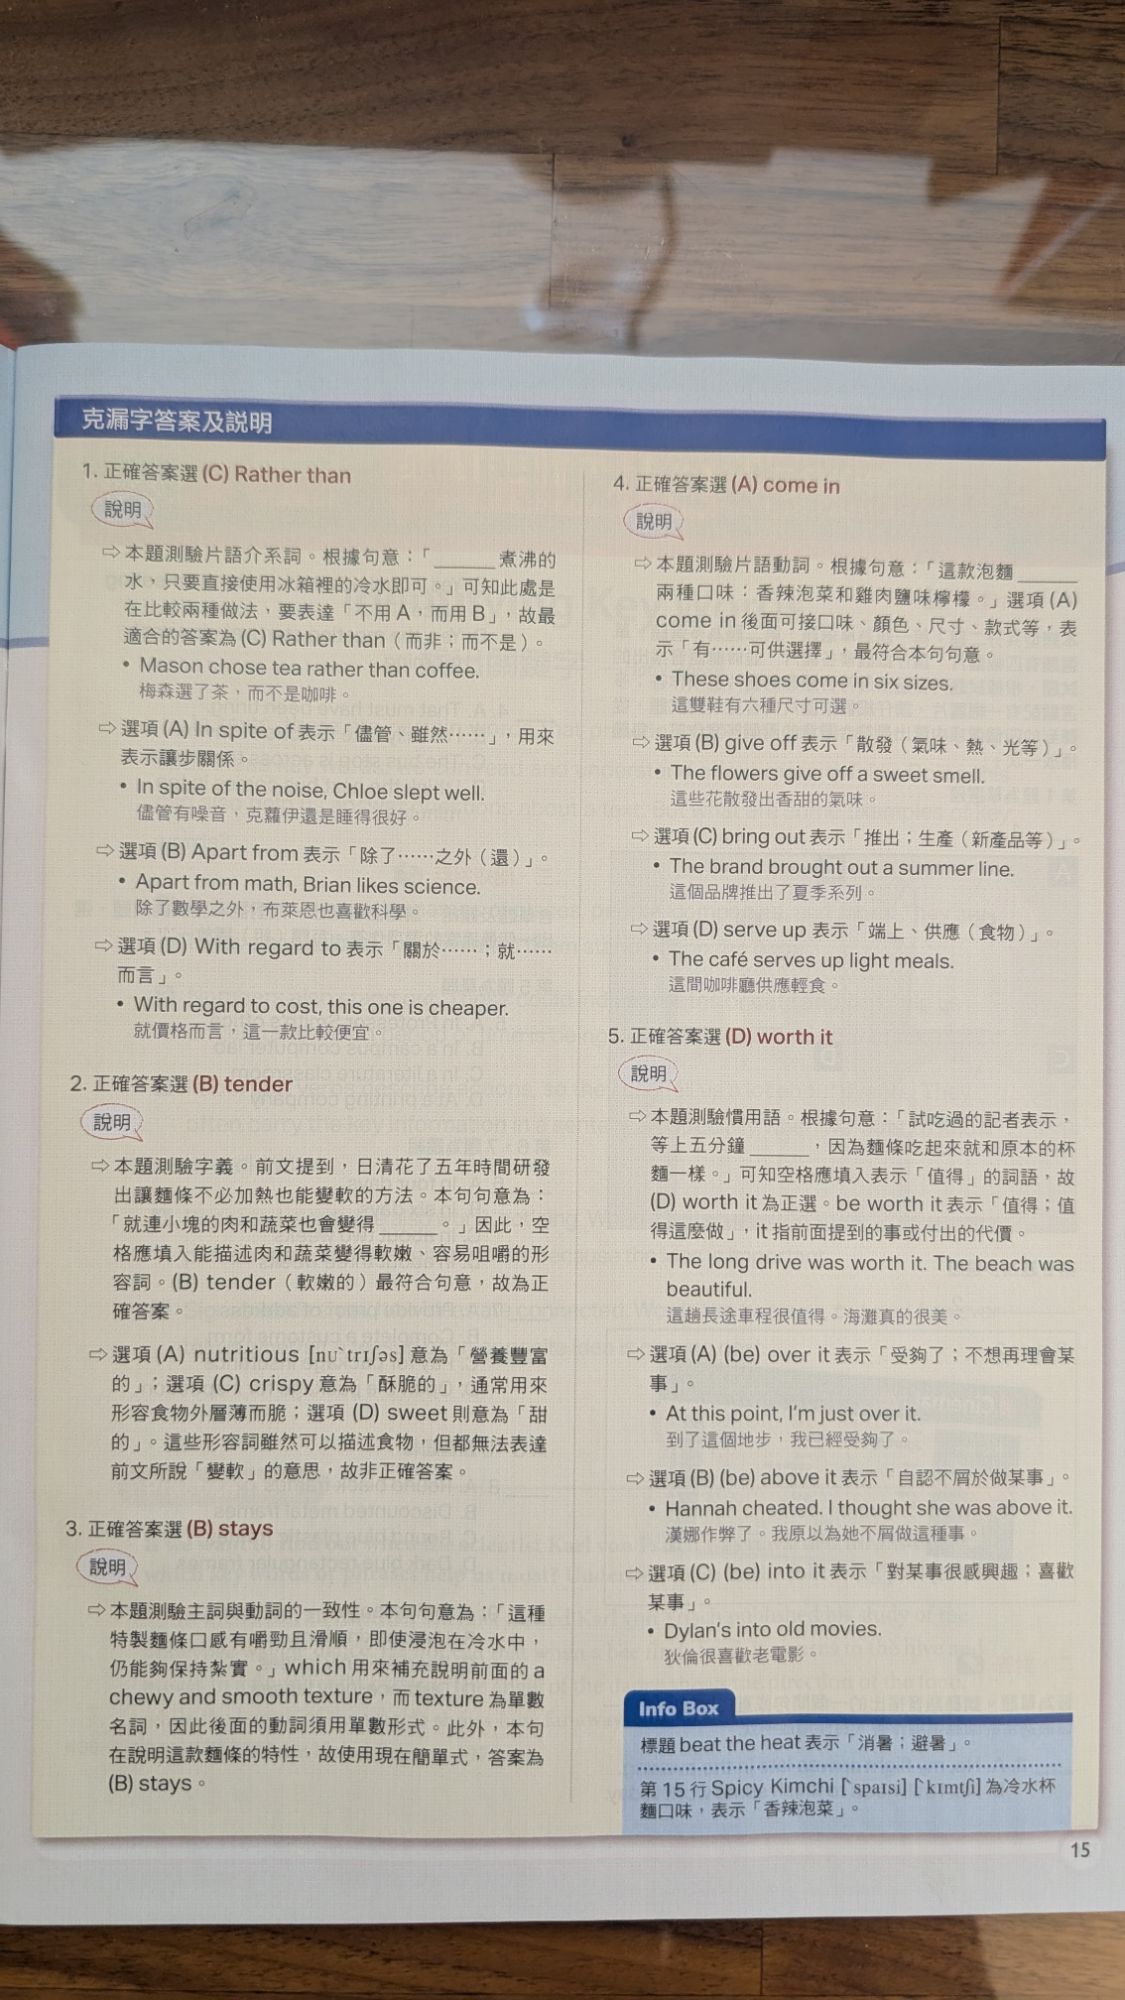 克漏字答案及說明
1. 正確答案選 (C) Rather than
說明
⇨ 本題測驗片語介系詞。根據句意：「______ 煮沸的
水，只要直接使用冰箱裡的冷水即可。」可知此處是
在比較兩種做法，要表達「不用 A，而用 B」，故最
適合的答案為 (C) Rather than（而非；而不是）。
• Mason chose tea rather than coffee.
梅森選了茶，而不是咖啡。
⇨ 選項 (A) In spite of 表示「儘管、雖然……」，用來
表示讓步關係。
• In spite of the noise, Chloe slept well.
儘管有噪音，克蘿伊還是睡得很好。
⇨ 選項 (B) Apart from 表示「除了……之外（還）」。
• Apart from math, Brian likes science.
除了數學之外，布萊恩也喜歡科學。
⇨ 選項 (D) With regard to 表示「關於……；就……
而言」。
• With regard to cost, this one is cheaper.
就價格而言，這一款比較便宜。
2. 正確答案選 (B) tender
說明
⇨ 本題測驗字義。前文提到，日清花了五年時間研發
出讓麵條不必加熱也能變軟的方法。本句句意為：
「就連小塊的肉和蔬菜也會變得 ______ 。」因此，空
格應填入能描述肉和蔬菜變得軟嫩、容易咀嚼的形
容詞。(B) tender（軟嫩的）最符合句意，故為正
確答案。
⇨ 選項 (A) nutritious [nuˋtrɪʃəs] 意為「營養豐富
的」；選項 (C) crispy 意為「酥脆的」，通常用來
形容食物外層薄而脆；選項 (D) sweet 則意為「甜
的」。這些形容詞雖然可以描述食物，但都無法表達
前文所說「變軟」的意思，故非正確答案。
3. 正確答案選 (B) stays
說明
⇨ 本題測驗主詞與動詞的一致性。本句句意為：「這種
特製麵條口感有嚼勁且滑順，即使浸泡在冷水中，
仍能夠保持紮實。」which 用來補充說明前面的 a
chewy and smooth texture，而 texture 為單數
名詞，因此後面的動詞須用單數形式。此外，本句
在說明這款麵條的特性，故使用現在簡單式，答案為
(B) stays。
4. 正確答案選 (A) come in
說明
⇨ 本題測驗片語動詞。根據句意：「這款泡麵 ______
兩種口味：香辣泡菜和雞肉鹽味檸檬。」選項 (A)
come in 後面可接口味、顏色、尺寸、款式等，表
示「有……可供選擇」，最符合本句句意。
• These shoes come in six sizes.
這雙鞋有六種尺寸可選。
⇨ 選項 (B) give off 表示「散發（氣味、熱、光等）」。
• The flowers give off a sweet smell.
這些花散發出香甜的氣味。
⇨ 選項 (C) bring out 表示「推出；生產（新產品等）」。
• The brand brought out a summer line.
這個品牌推出了夏季系列。
⇨ 選項 (D) serve up 表示「端上、供應（食物）」。
• The café serves up light meals.
這間咖啡廳供應輕食。
5. 正確答案選 (D) worth it
說明
⇨ 本題測驗慣用語。根據句意：「試吃過的記者表示，
等上五分鐘 ______ ，因為麵條吃起來就和原本的杯
麵一樣。」可知空格應填入表示「值得」的詞語，故
(D) worth it 為正選。be worth it 表示「值得；值
得這麼做」，it 指前面提到的事或付出的代價。
• The long drive was worth it. The beach was
beautiful.
這趟長途車程很值得。海灘真的很美。
⇨ 選項 (A) (be) over it 表示「受夠了；不想再理會某
事」。
• At this point, I'm just over it.
到了這個地步，我已經受夠了。
⇨ 選項 (B) (be) above it 表示「自認不屑於做某事」。
• Hannah cheated. I thought she was above it.
漢娜作弊了。我原以為她不屑做這種事。
⇨ 選項 (C) (be) into it 表示「對某事很感興趣；喜歡
某事」。
• Dylan's into old movies.
狄倫很喜歡老電影。
Info Box
標題 beat the heat 表示「消暑；避暑」。
第 15 行 Spicy Kimchi [ˋspaɪsi] [ˋkɪmtʃi] 為冷水杯
麵口味，表示「香辣泡菜」。
15